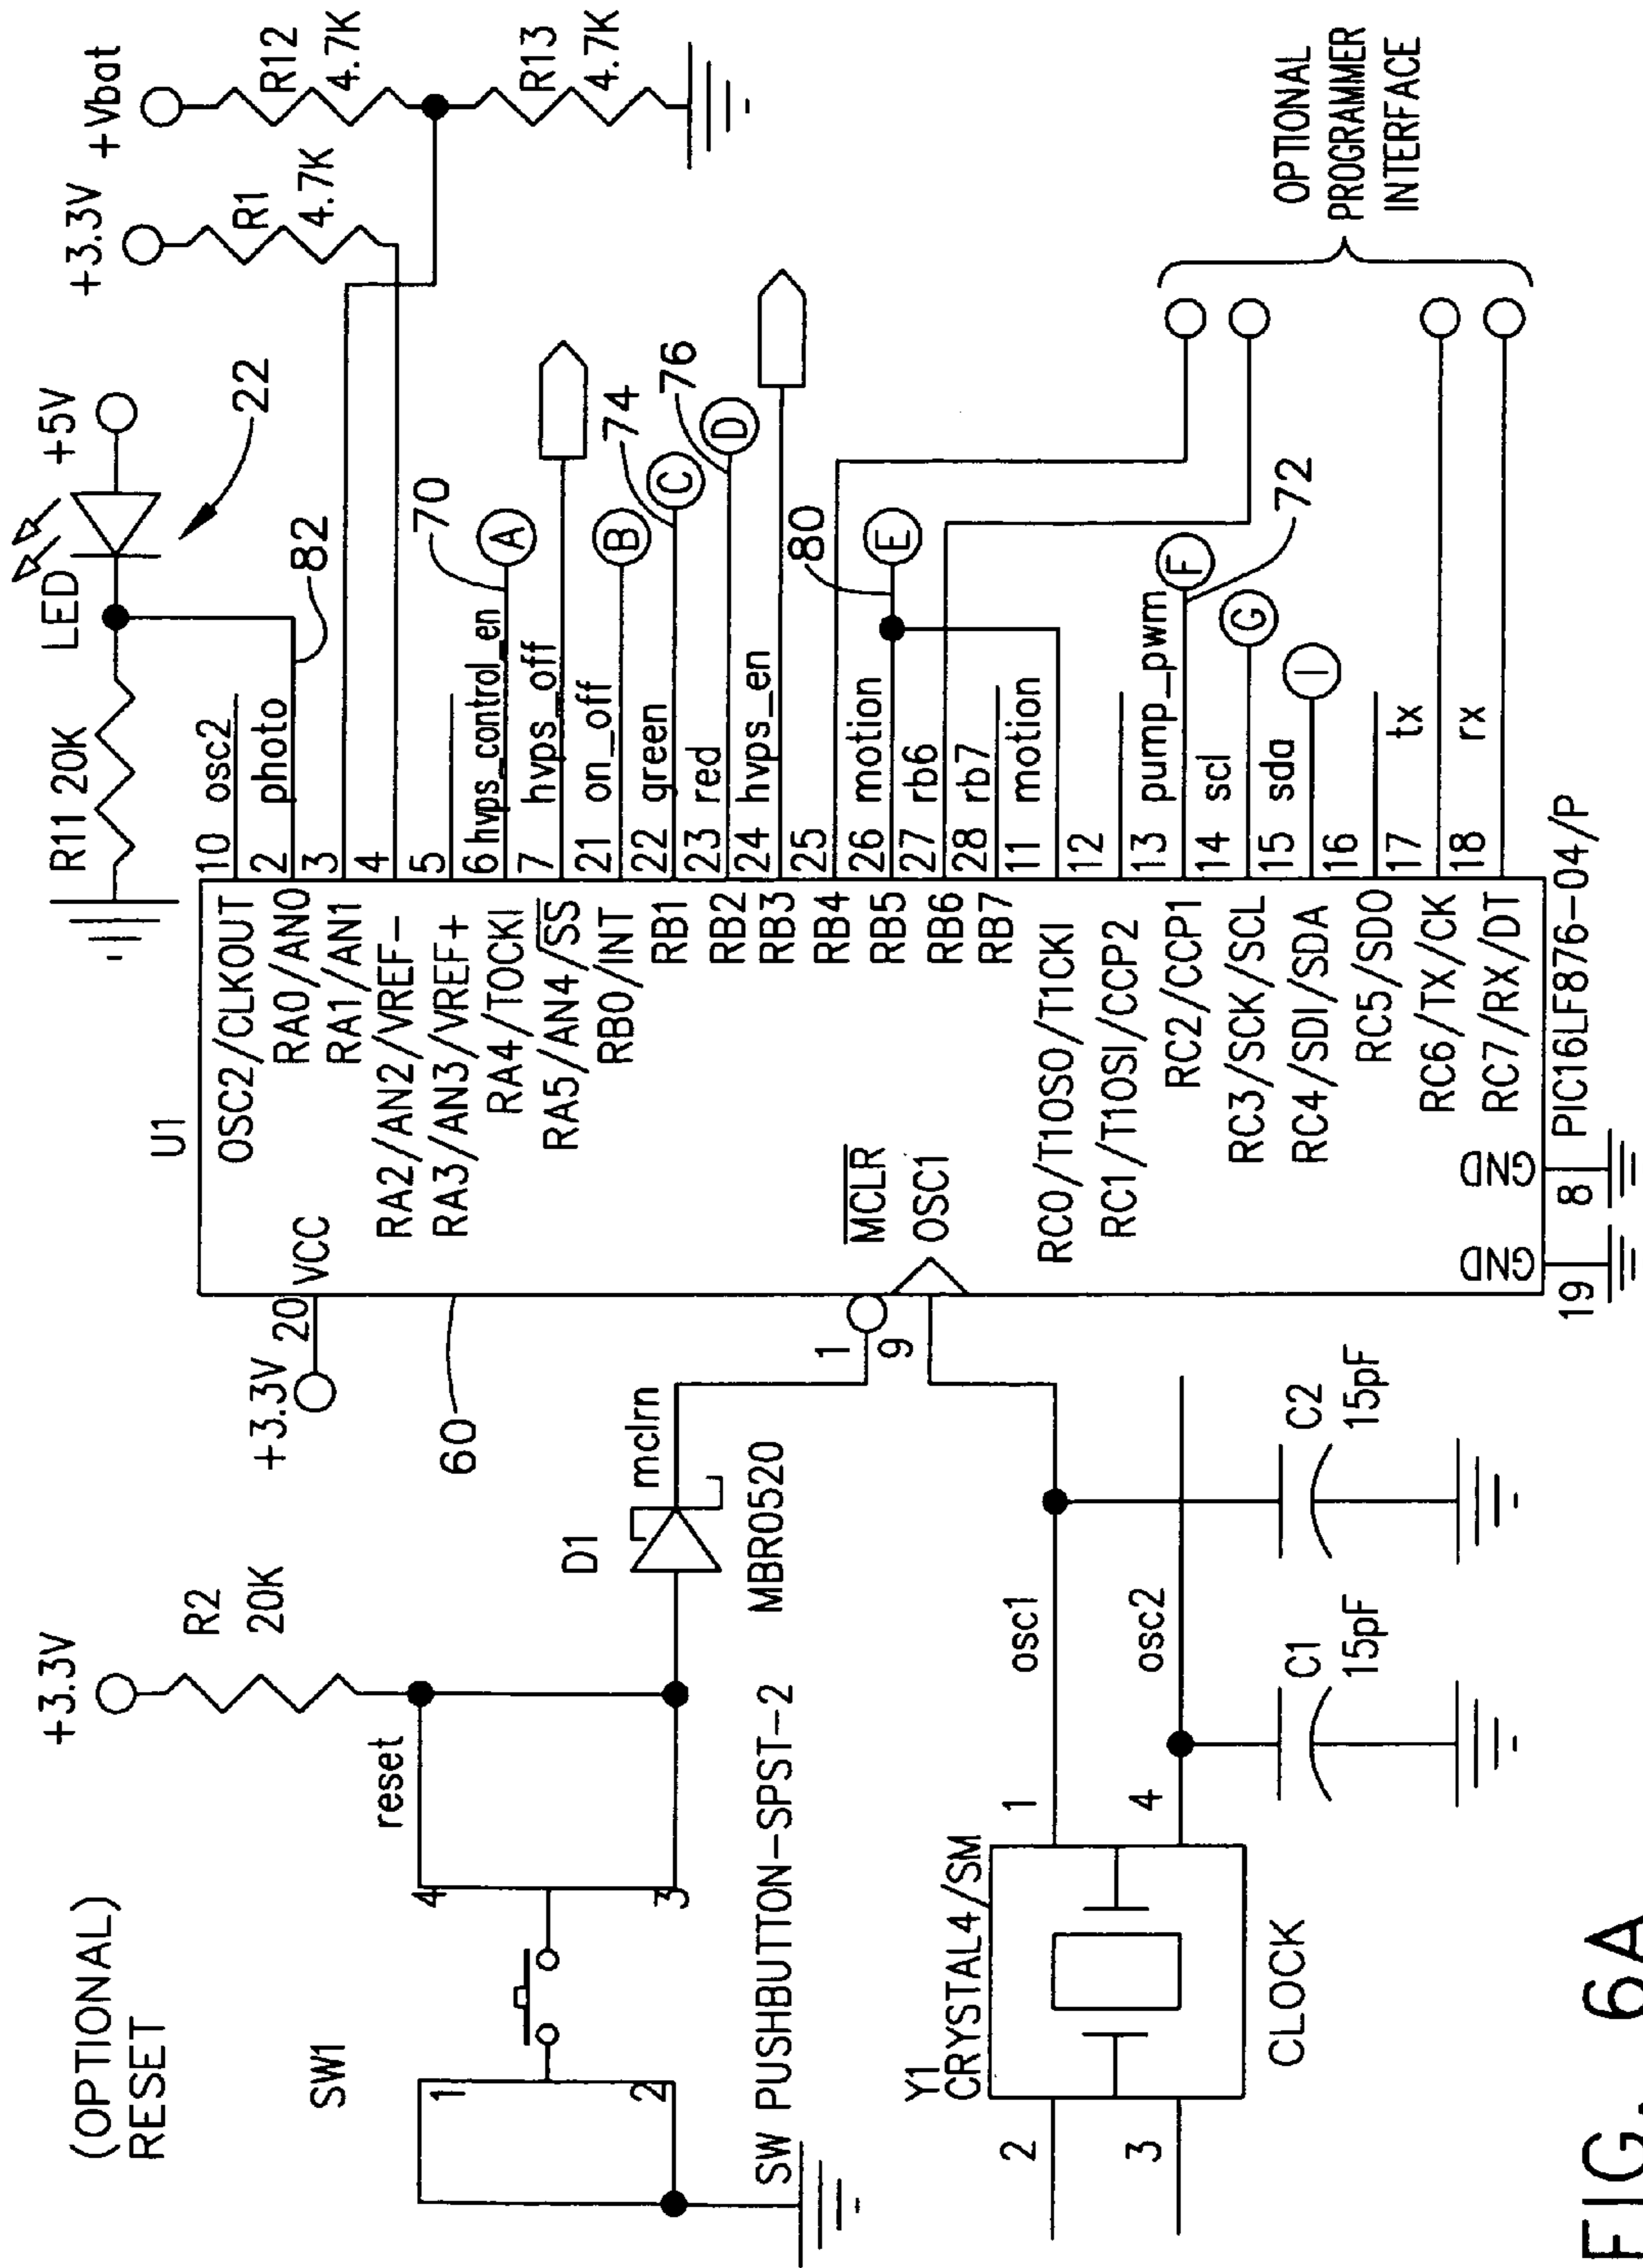 (OPTIONAL)
RESET
+3.3V
R2
20K
reset
SW1
1
2
4
3
SW PUSHBUTTON-SPST-2
D1
MBR0520
mclrn
Y1
CRYSTAL4/SM
CLOCK
2
3
1
4
osc1
osc2
C1
15pF
C2
15pF
+3.3V
20
VCC
60
1
9
MCLR
OSC1
U1
OSC2/CLKOUT
RA0/AN0
RA1/AN1
RA2/AN2/VREF-
RA3/AN3/VREF+
RA4/TOCKI
RA5/AN4/SS
RB0/INT
RB1
RB2
RB3
RB4
RB5
RB6
RB7
RC0/T1OSO/T1CKI
RC1/T1OSI/CCP2
RC2/CCP1
RC3/SCK/SCL
RC4/SDI/SDA
RC5/SDO
RC6/TX/CK
RC7/RX/DT
GND
GND
19
8
PIC16LF876-04/P
10 osc2
2 photo
3
4
5
6 hvps_control_en
7 hvps_off
21 on_off
22 green
23 red
24 hvps_en
25
26 motion
27 rb6
28 rb7
11 motion
12
13 pump_pwm
14 scl
15 sda
16
17 tx
18 rx
R11 20K
LED
+5V
22
82
+3.3V
R1
4.7K
+Vbat
R12
4.7K
R13
4.7K
70
A
B
74
C
76
D
80
E
F
72
G
I
OPTIONAL
PROGRAMMER
INTERFACE
FIG. 6A